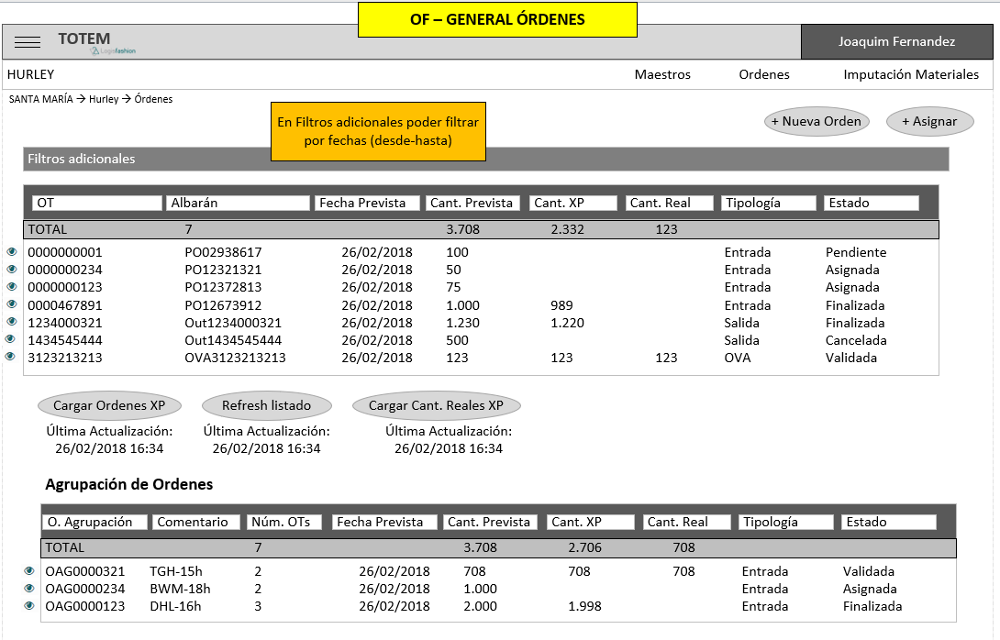 OF – GENERAL ÓRDENES
TOTEM
Logisfashion
Joaquim Fernandez
HURLEY Maestros Ordenes Imputación Materiales
SANTA MARÍA → Hurley → Órdenes
En Filtros adicionales poder filtrar
por fechas (desde-hasta)
+ Nueva Orden + Asignar
Filtros adicionales
OT Albarán Fecha Prevista Cant. Prevista Cant. XP Cant. Real Tipología Estado
TOTAL 7 3.708 2.332 123
0000000001 PO02938617 26/02/2018 100 Entrada Pendiente
0000000234 PO12321321 26/02/2018 50 Entrada Asignada
0000000123 PO12372813 26/02/2018 75 Entrada Asignada
0000467891 PO12673912 26/02/2018 1.000 989 Entrada Finalizada
1234000321 Out1234000321 26/02/2018 1.230 1.220 Salida Finalizada
1434545444 Out1434545444 26/02/2018 500 Salida Cancelada
3123213213 OVA3123213213 26/02/2018 123 123 123 OVA Validada
Cargar Ordenes XP Refresh listado Cargar Cant. Reales XP
Última Actualización: Última Actualización: Última Actualización:
26/02/2018 16:34 26/02/2018 16:34 26/02/2018 16:34
Agrupación de Ordenes
O. Agrupación Comentario Núm. OTs Fecha Prevista Cant. Prevista Cant. XP Cant. Real Tipología Estado
TOTAL 7 3.708 2.706 708
OAG0000321 TGH-15h 2 26/02/2018 708 708 708 Entrada Validada
OAG0000234 BWM-18h 2 26/02/2018 1.000 Entrada Asignada
OAG0000123 DHL-16h 3 26/02/2018 2.000 1.998 Entrada Finalizada